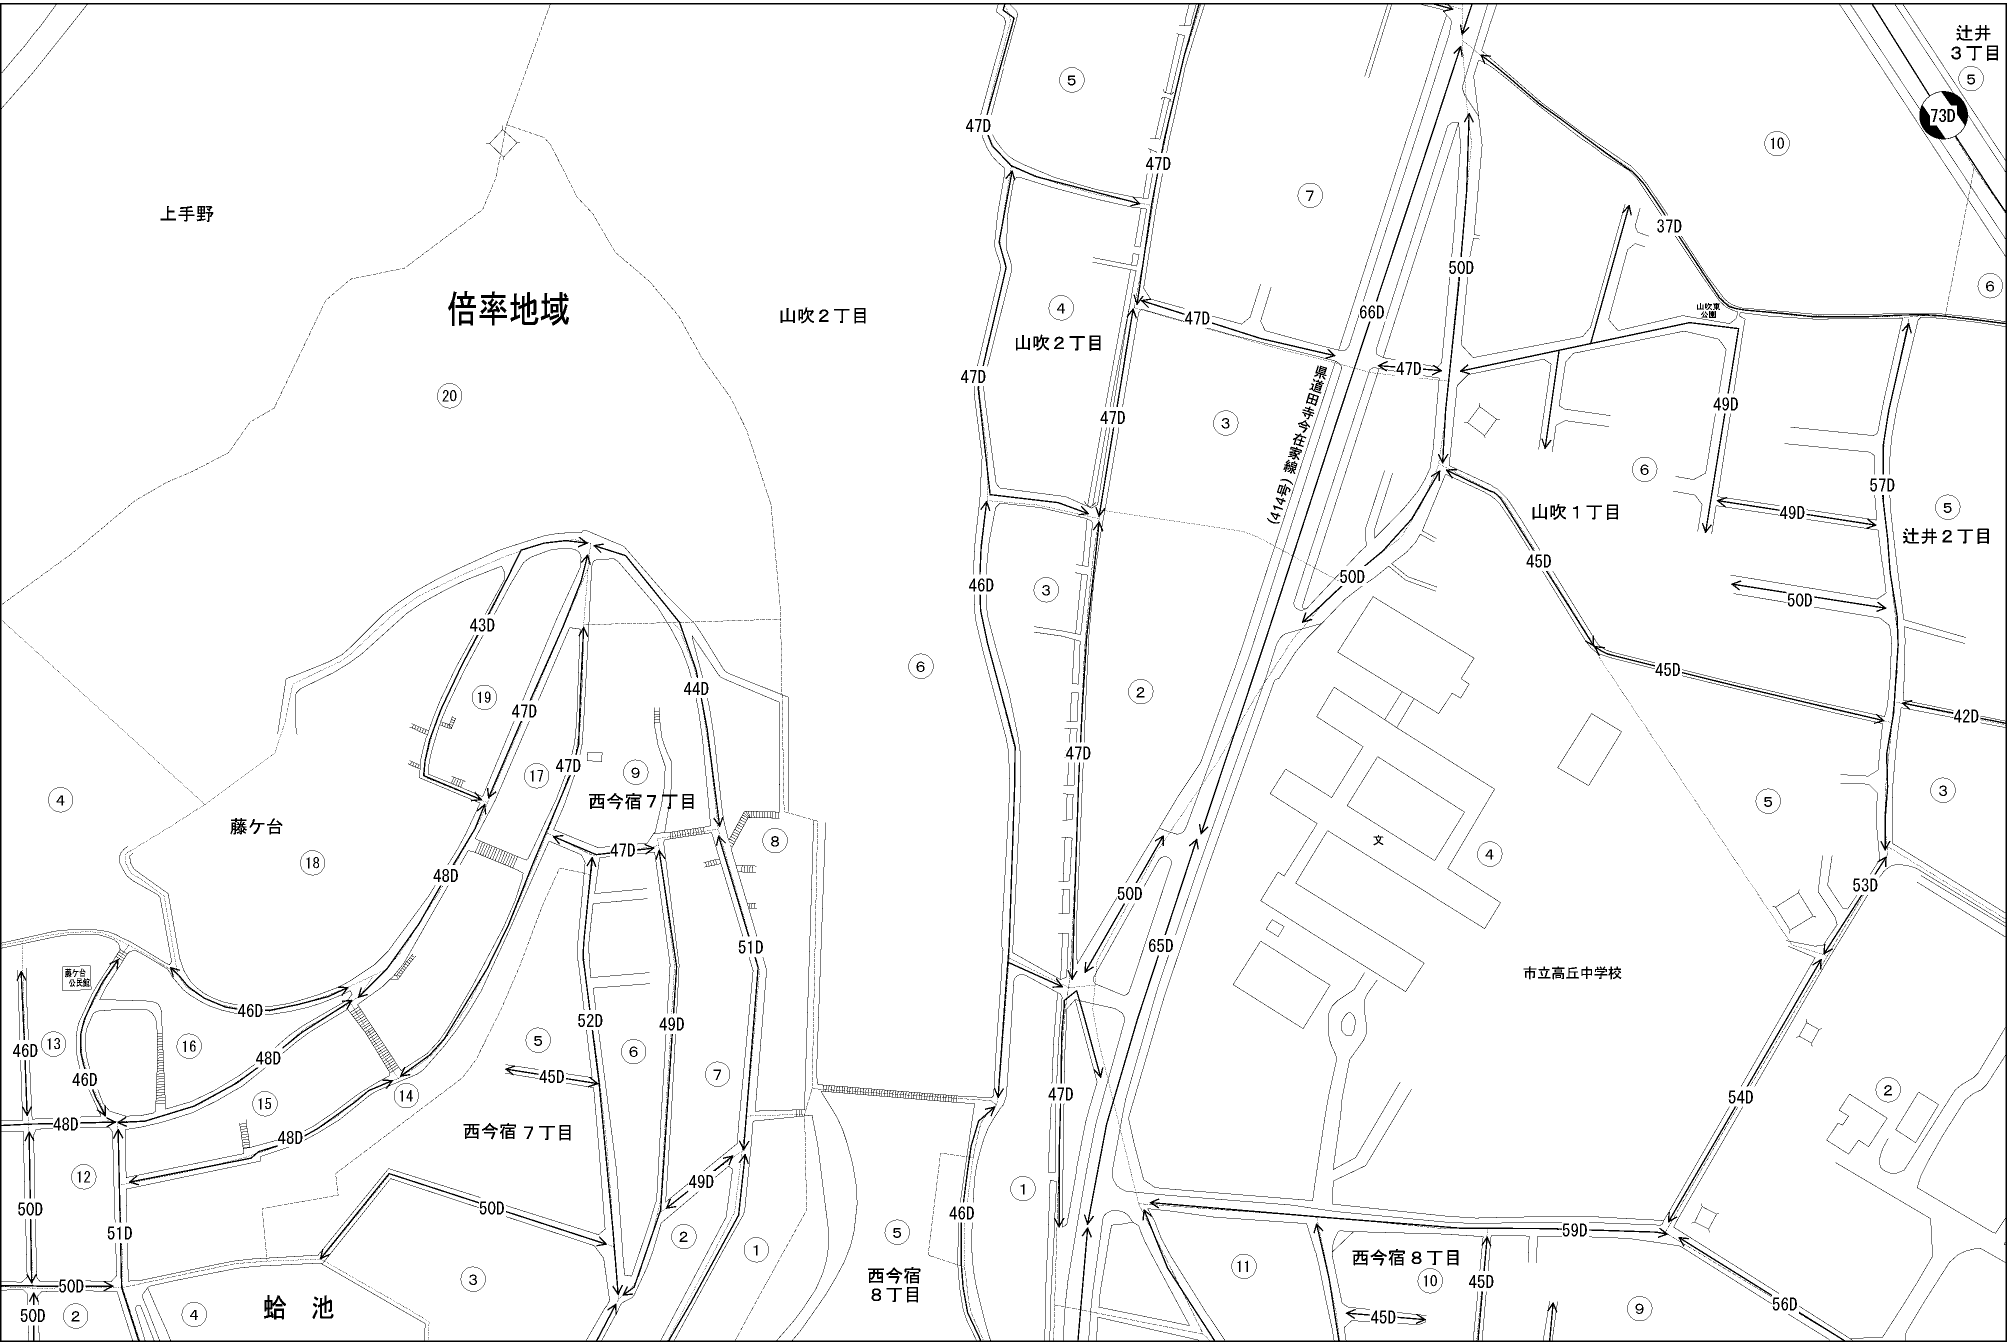 辻井
3丁目
⑤
73D
47D
⑤
47D
⑦
⑩
上手野
37D
50D
⑥
倍率地域
山吹2丁目
④
山吹2丁目
47D
66D
山吹東
公園
47D
47D
47D
⑳
県道田寺今在家線(414号)
49D
③
⑥
57D
山吹1丁目
49D
⑤
辻井2丁目
45D
50D
46D
③
50D
43D
⑥
45D
44D
⑲
47D
②
42D
47D
47D
⑰
⑨
西今宿7丁目
④
⑤
③
藤ケ台
⑱
⑧
文
④
47D
48D
53D
50D
51D
65D
藤ケ台
公民館
市立高丘中学校
46D
52D
49D
⑬
46D
⑯
48D
⑤
⑥
⑦
46D
45D
47D
54D
②
⑮
⑭
48D
48D
西今宿7丁目
⑫
49D
①
50D
50D
46D
51D
②
①
⑤
59D
西今宿
8丁目
⑪
西今宿8丁目
⑩
50D
③
45D
56D
50D
②
④
蛤池
45D
⑨